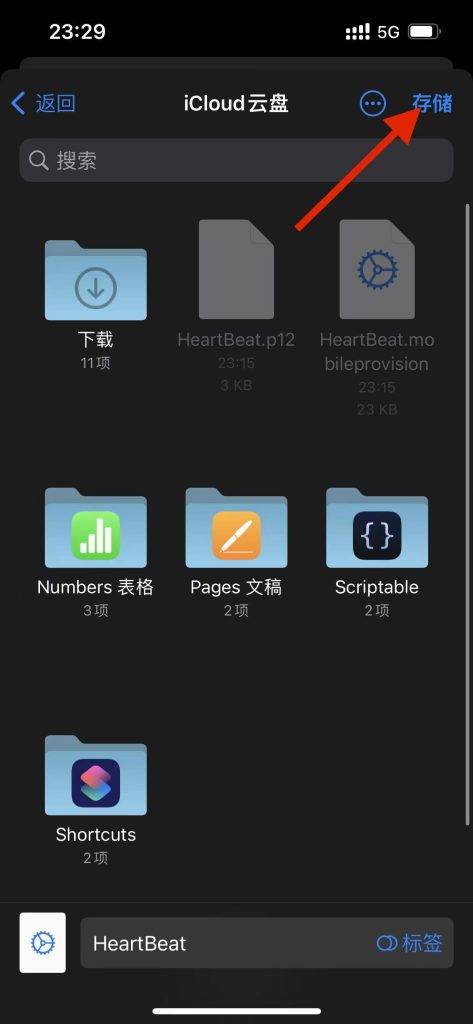 23:29
5G
返回
iCloud云盘
存储
搜索
下载
11项
HeartBeat.p12
23:15
3 KB
HeartBeat.mo
bileprovision
23:15
23 KB
Numbers 表格
3项
Pages 文稿
2项
Scriptable
2项
Shortcuts
2项
HeartBeat
标签